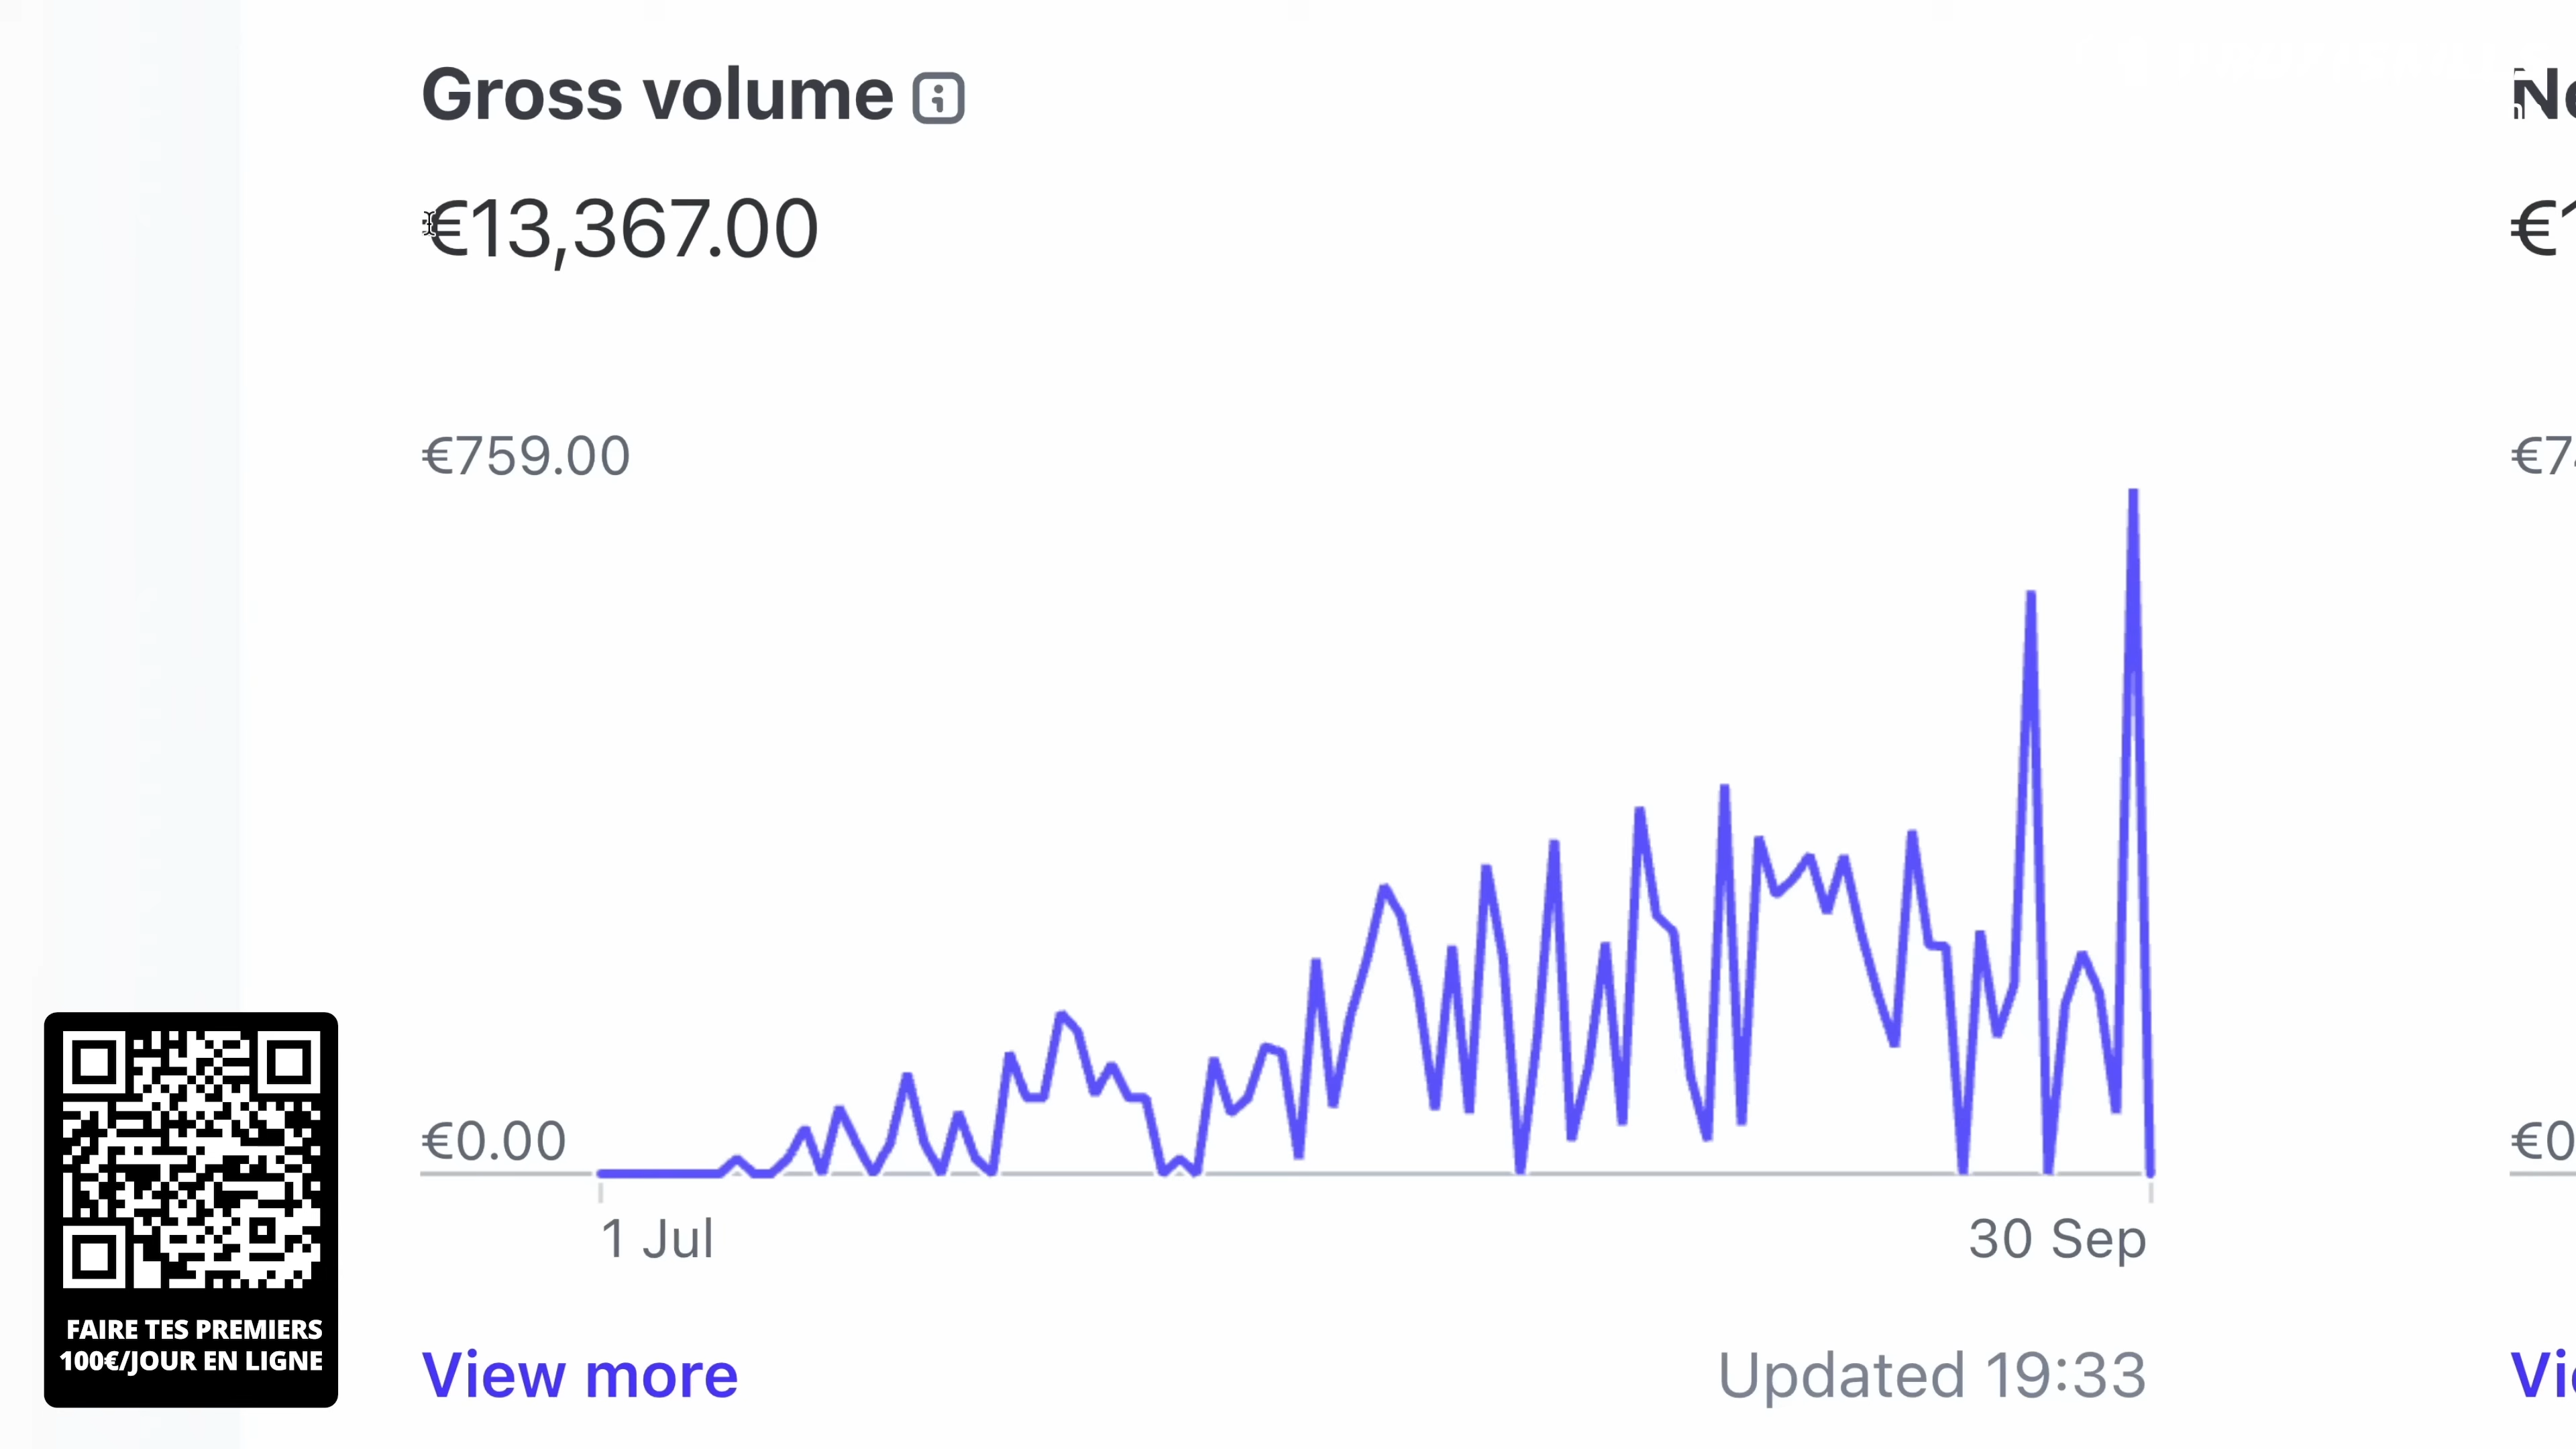 Gross volume
€13,367.00
€759.00
€0.00
1 Jul
30 Sep
View more
Updated 19:33
FAIRE TES PREMIERS
100€/JOUR EN LIGNE